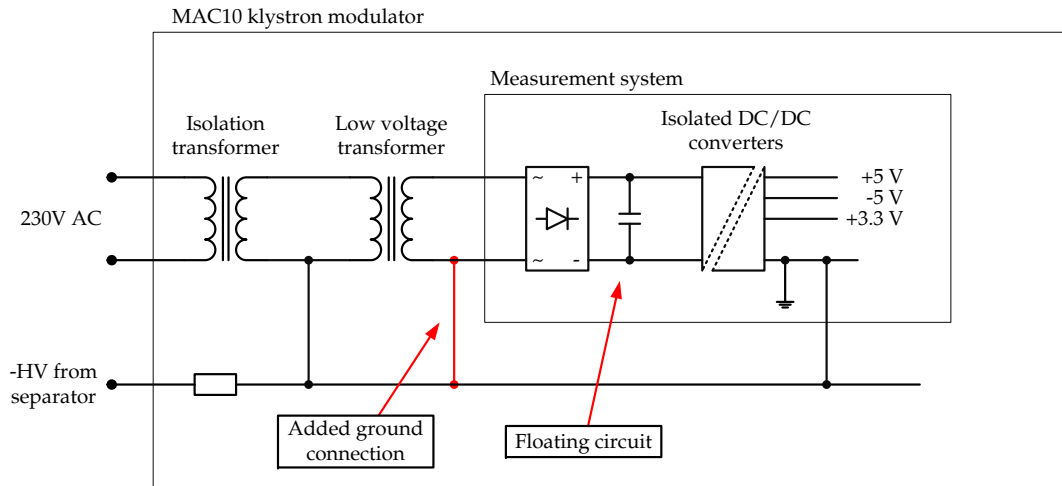 MAC10 klystron modulator
Measurement system
Isolation
transformer
Low voltage
transformer
Isolated DC/DC
converters
230V AC
~
+
~
-
+5 V
-5 V
+3.3 V
-HV from
separator
Added ground
connection
Floating circuit